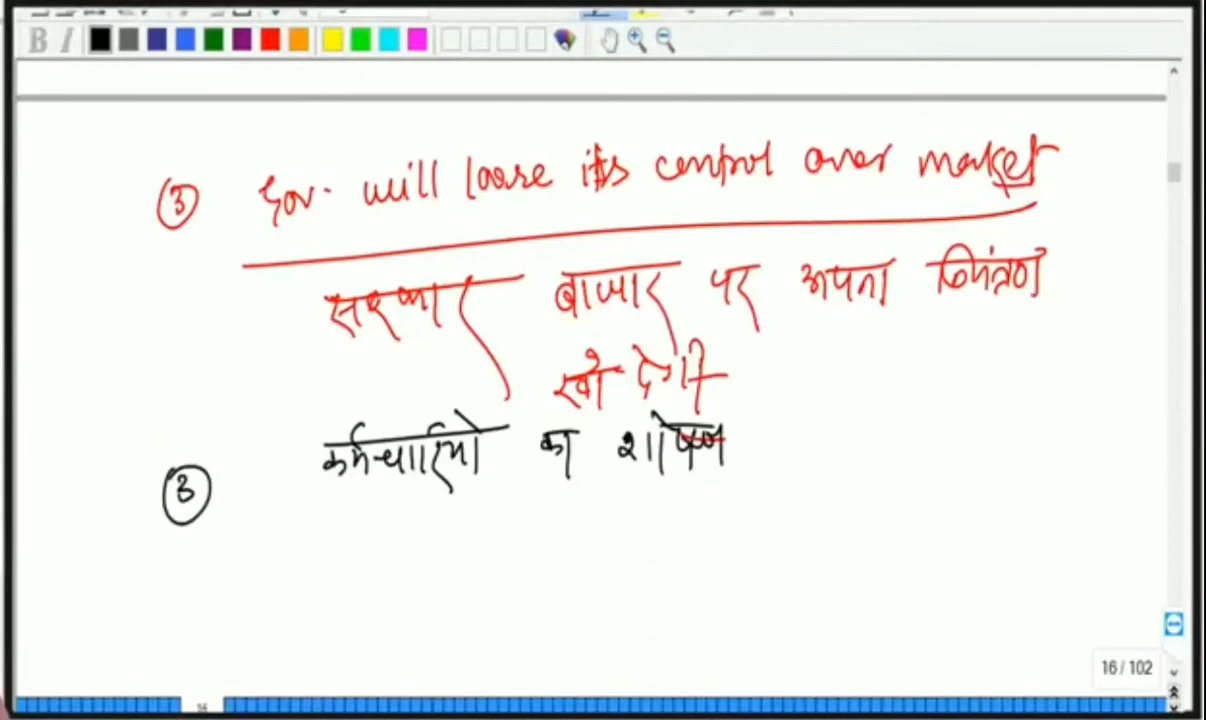 B I
③ Gov. will loose its control over market
सरकार बाजार पर अपना नियंत्रण
खो देगी
कर्मचारियो का शोषण
③
16 / 102